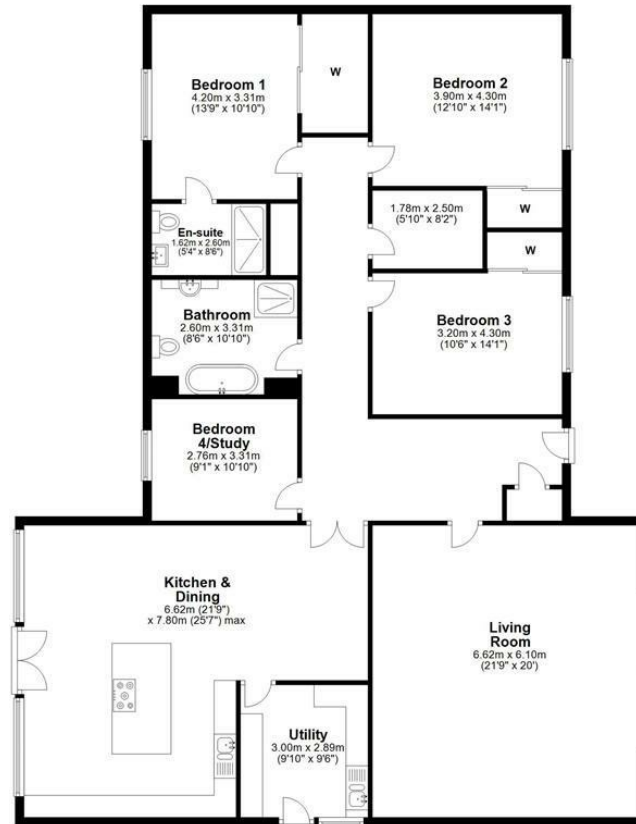 Bedroom 1
4.20m x 3.31m
(13'9" x 10'10")
W
Bedroom 2
3.90m x 4.30m
(12'10" x 14'1")
En-suite
1.62m x 2.60m
(5'4" x 8'6")
1.78m x 2.50m
(5'10" x 8'2")
W
W
Bathroom
2.60m x 3.31m
(8'6" x 10'10")
Bedroom 3
3.20m x 4.30m
(10'6" x 14'1")
Bedroom
4/Study
2.76m x 3.31m
(9'1" x 10'10")
Kitchen &
Dining
6.62m (21'9")
x 7.80m (25'7") max
Living
Room
6.62m x 6.10m
(21'9" x 20')
Utility
3.00m x 2.89m
(9'10" x 9'6")